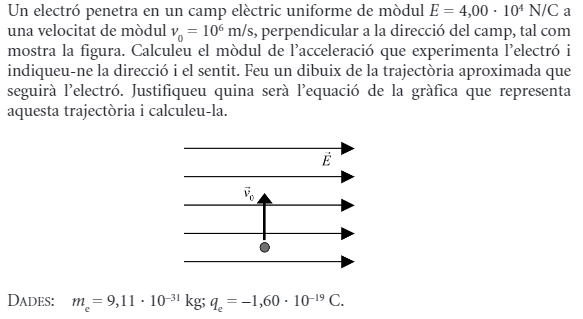 Un electró penetra en un camp elèctric uniforme de mòdul E = 4,00 · 10⁴ N/C a
una velocitat de mòdul v₀ = 10⁶ m/s, perpendicular a la direcció del camp, tal com
mostra la figura. Calculeu el mòdul de l’acceleració que experimenta l’electró i
indiqueu-ne la direcció i el sentit. Feu un dibuix de la trajectòria aproximada que
seguirà l’electró. Justifiqueu quina serà l’equació de la gràfica que representa
aquesta trajectòria i calculeu-la.
E⃗
v⃗₀
DADES: mₑ = 9,11 · 10⁻³¹ kg; qₑ = –1,60 · 10⁻¹⁹ C.